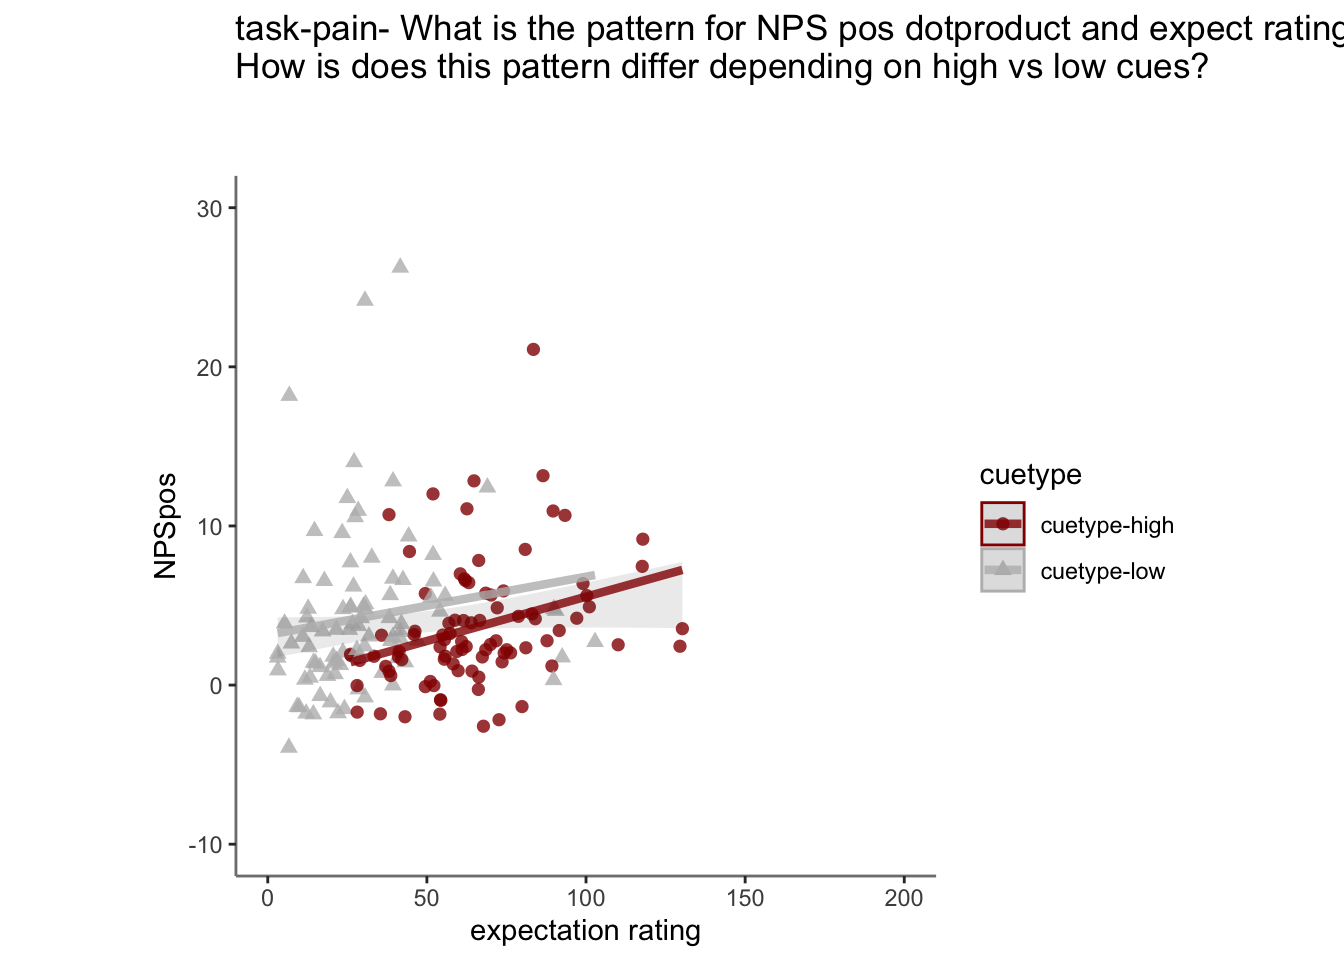 task-pain- What is the pattern for NPS pos dotproduct and expect rating
How is does this pattern differ depending on high vs low cues?
30
20
10
0
-10
NPSpos
0 50 100 150 200
expectation rating
cuetype
cuetype-high
cuetype-low